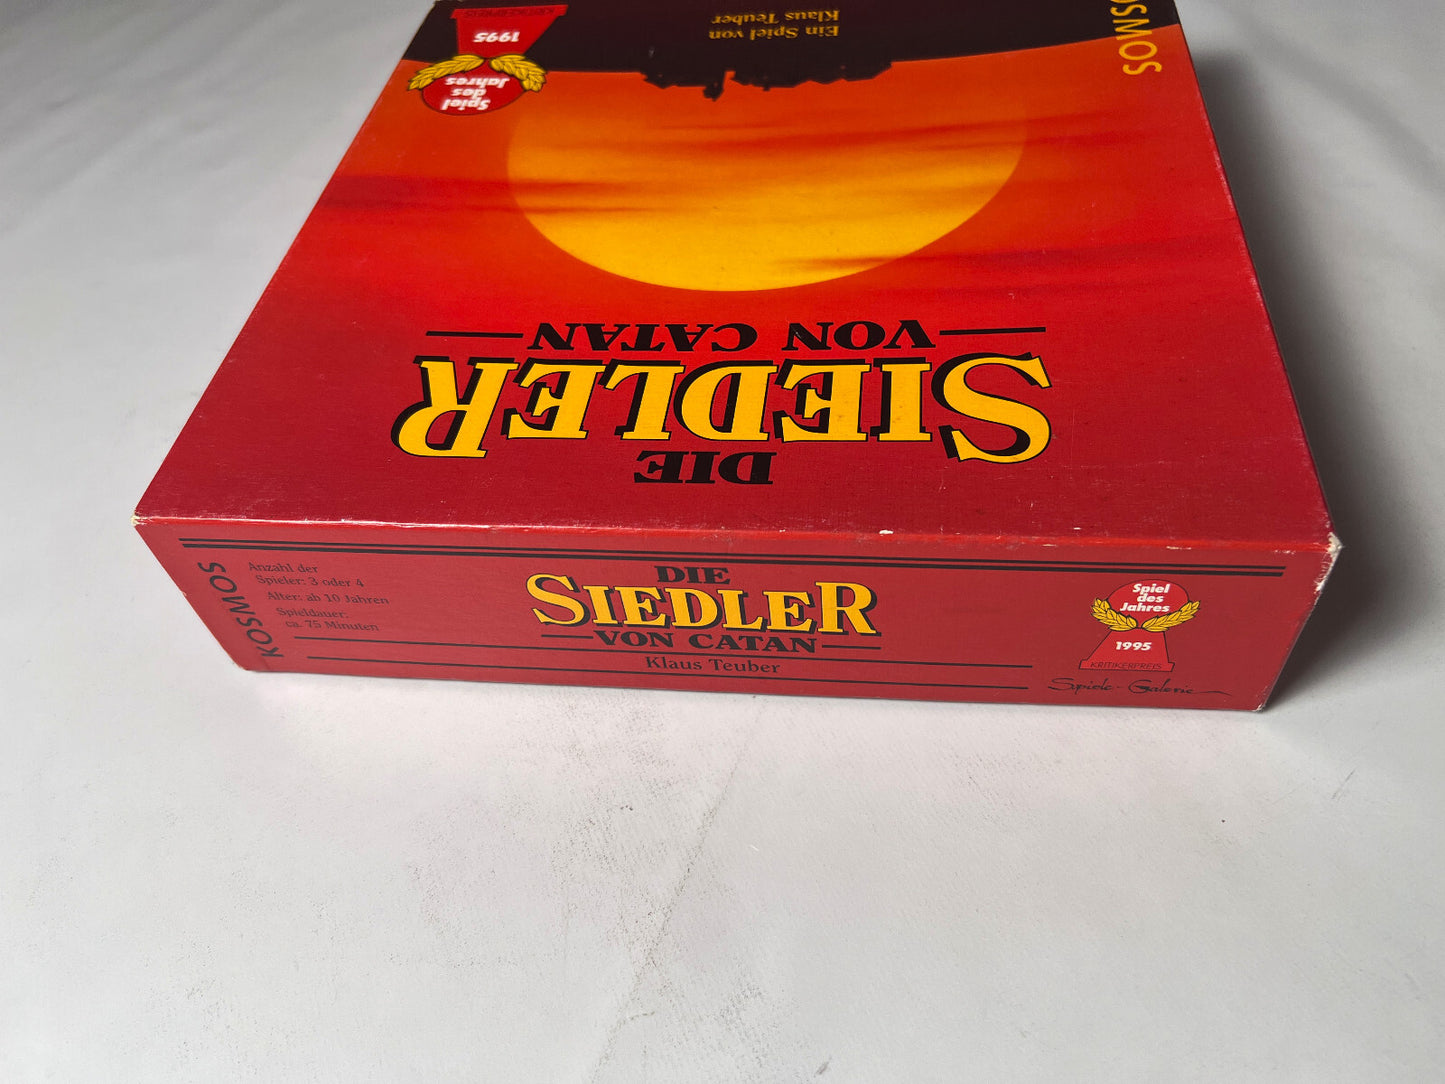 KRITIKERPREIS
1995
Spiel
des
Jahres
Ein Spiel von
Klaus Teuber
KOSMOS
DIE
SIEDLER
VON CATAN
KOSMOS
Anzahl der
Spieler: 3 oder 4
Alter: ab 10 Jahren
Spieldauer:
ca. 75 Minuten
DIE
SIEDLER
VON CATAN
Klaus Teuber
Spiel
des
Jahres
1995
KRITIKERPREIS
Spiele-Galerie